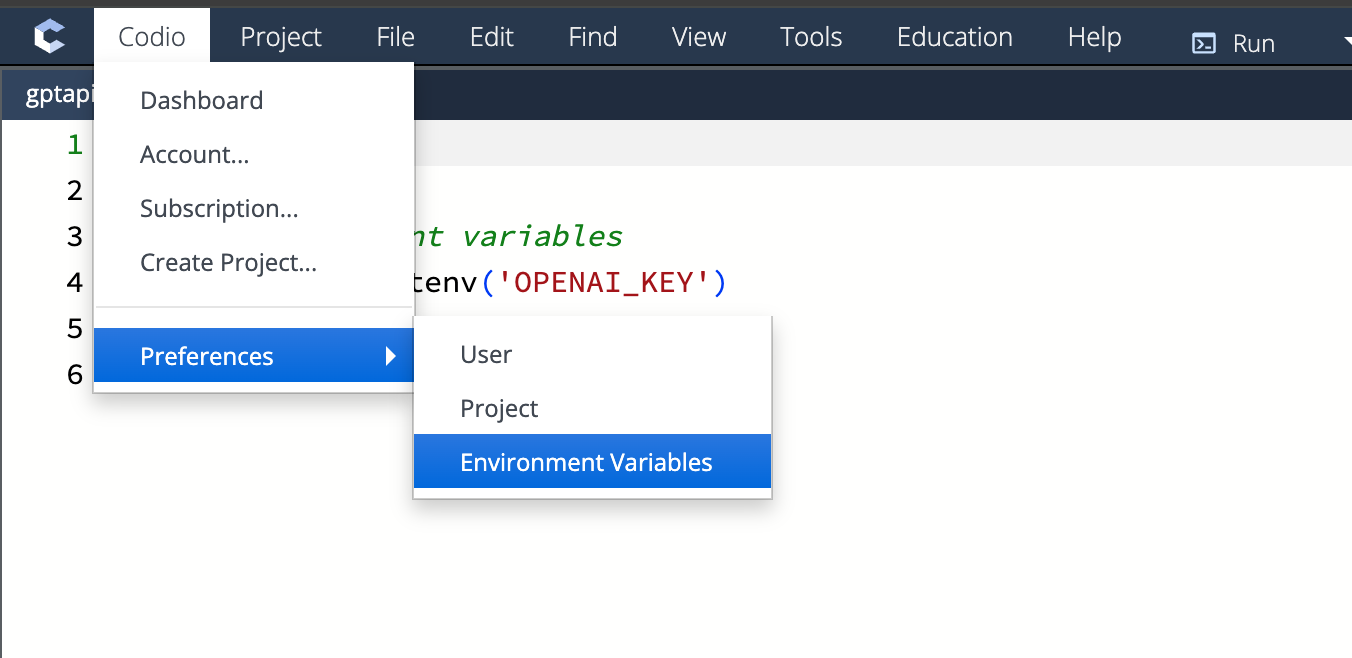 Codio Project File Edit Find View Tools Education Help Run
gptapi
Dashboard
1
Account...
2
Subscription...
3 nt variables
Create Project...
4 tenv('OPENAI_KEY')
5
Preferences
User
6
Project
Environment Variables